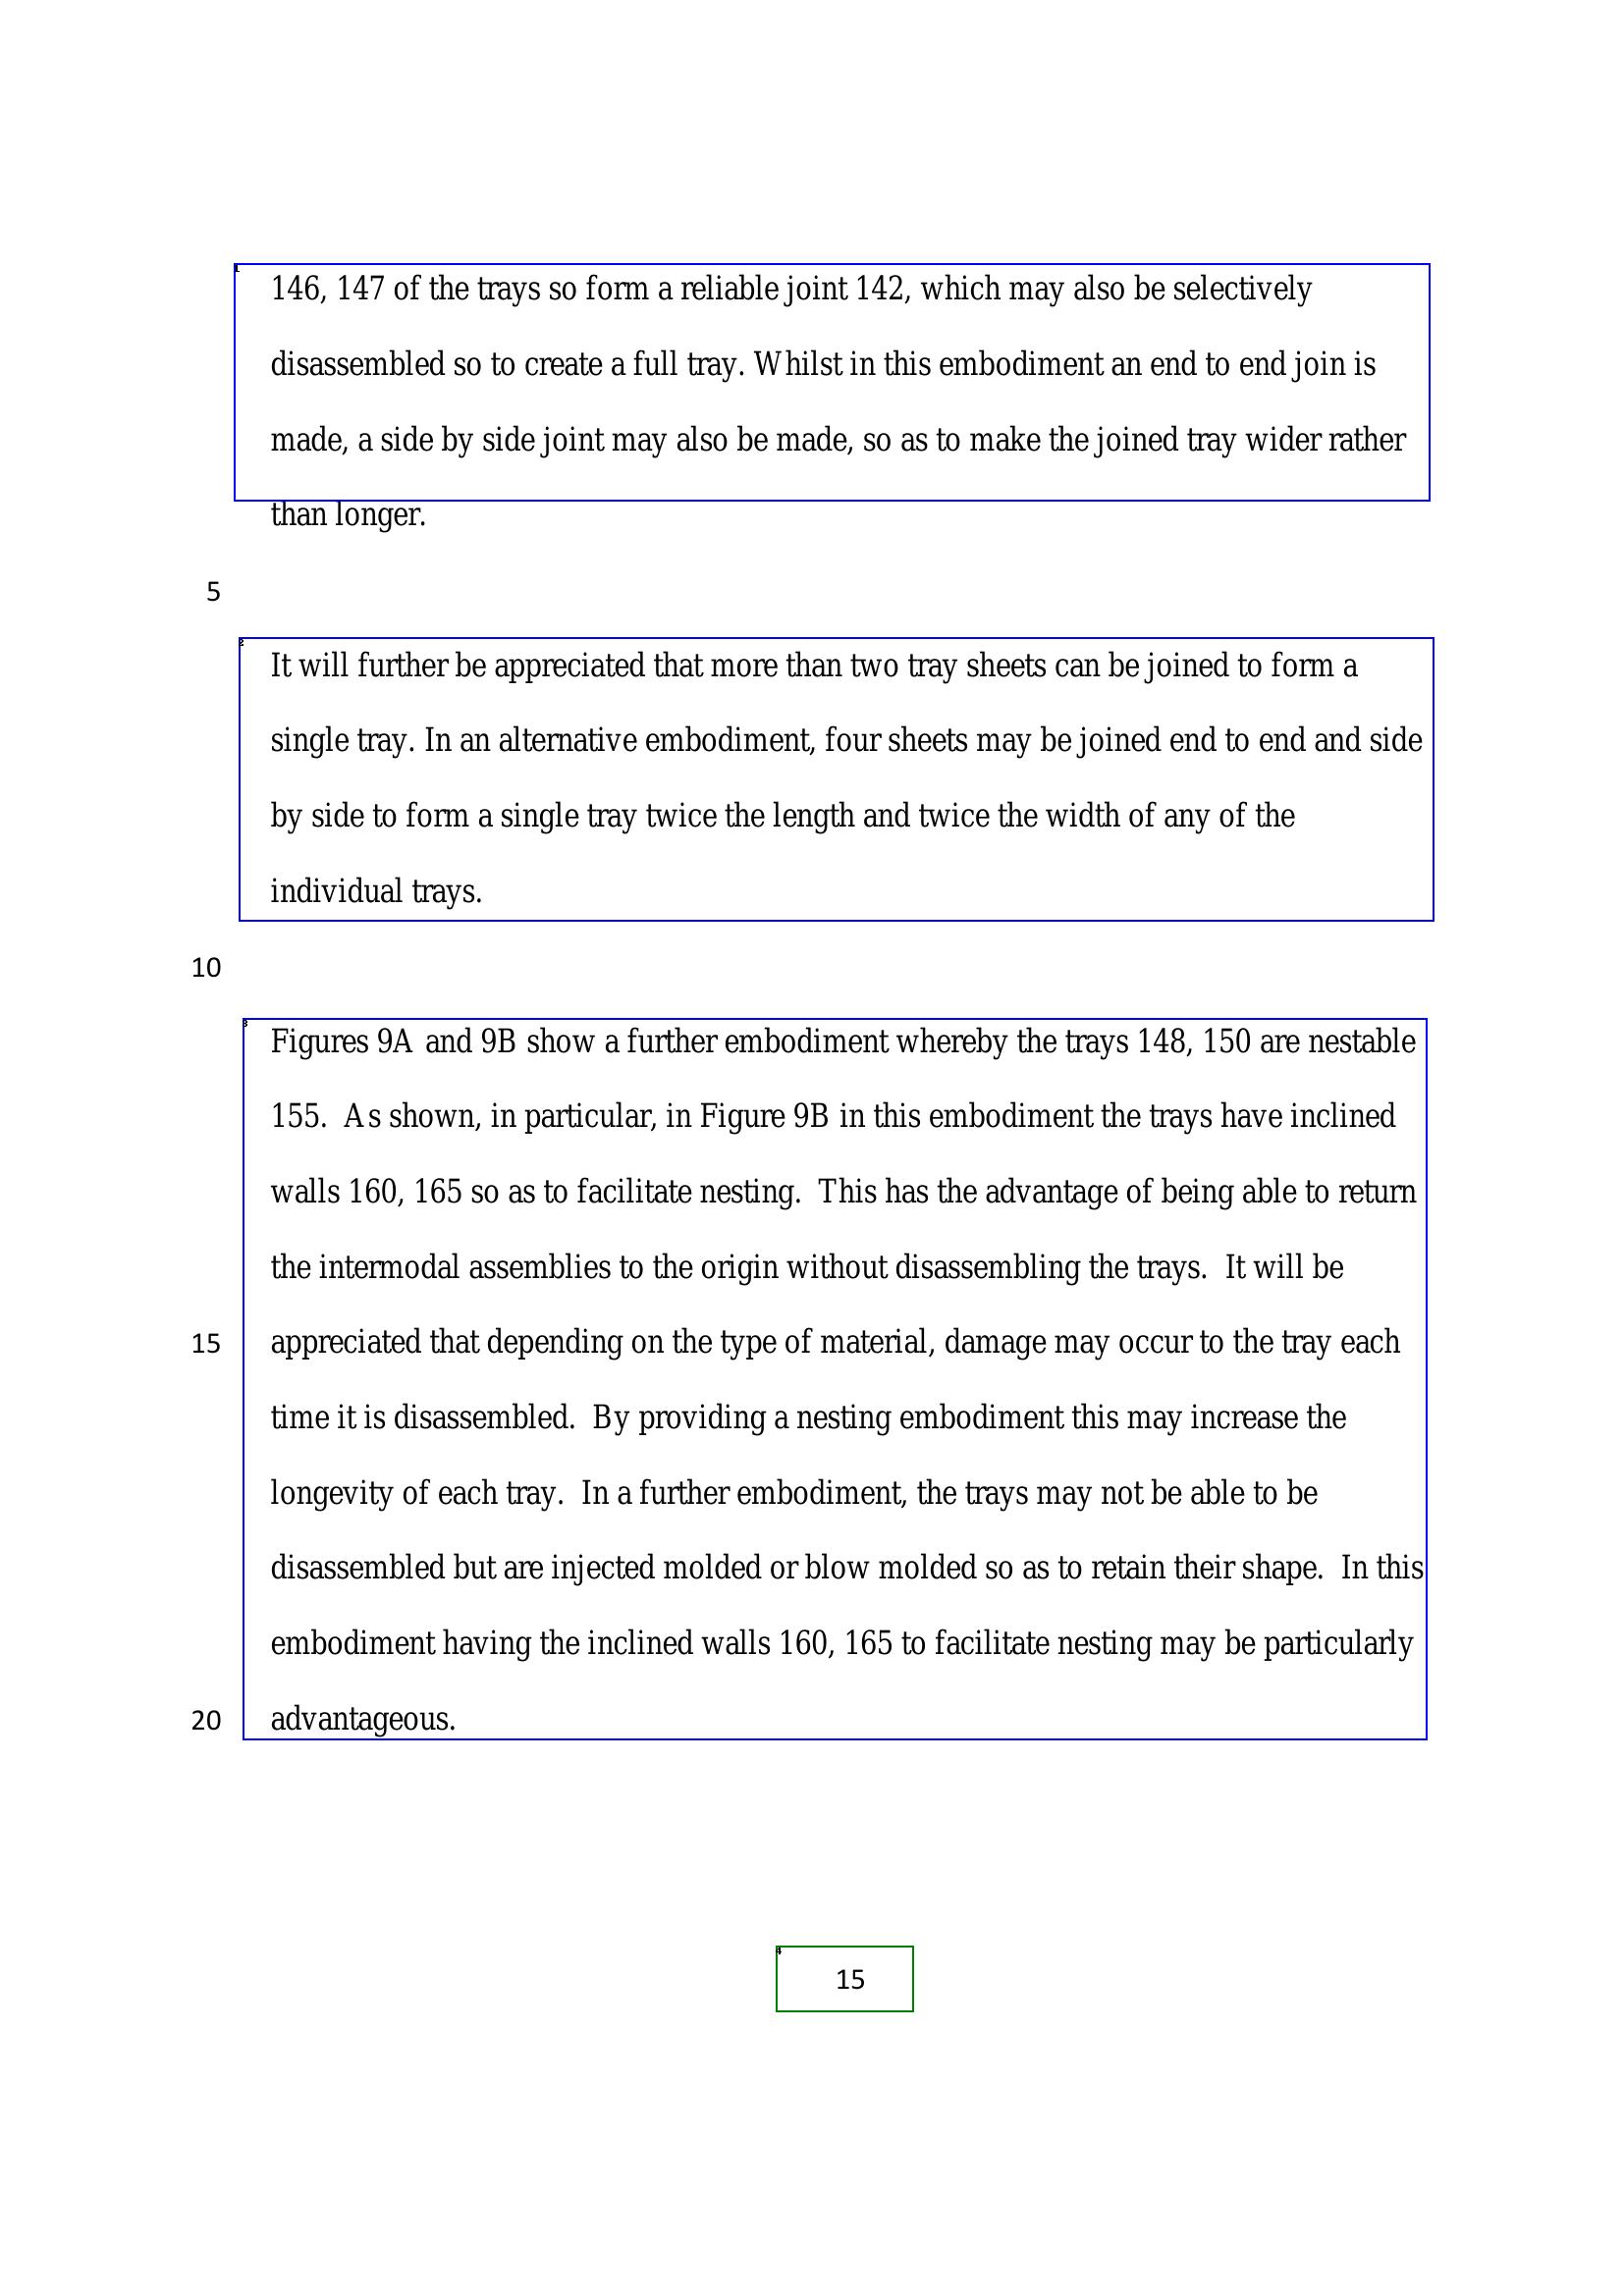 146, 147 of the trays so form a reliable joint 142, which may also be selectively
disassembled so to create a full tray. Whilst in this embodiment an end to end join is
made, a side by side joint may also be made, so as to make the joined tray wider rather
than longer.
5
It will further be appreciated that more than two tray sheets can be joined to form a
single tray. In an alternative embodiment, four sheets may be joined end to end and side
by side to form a single tray twice the length and twice the width of any of the
individual trays.
10
Figures 9A and 9B show a further embodiment whereby the trays 148, 150 are nestable
155.  As shown, in particular, in Figure 9B in this embodiment the trays have inclined
walls 160, 165 so as to facilitate nesting.  This has the advantage of being able to return
the intermodal assemblies to the origin without disassembling the trays.  It will be
15 appreciated that depending on the type of material, damage may occur to the tray each
time it is disassembled.  By providing a nesting embodiment this may increase the
longevity of each tray.  In a further embodiment, the trays may not be able to be
disassembled but are injected molded or blow molded so as to retain their shape.  In this
embodiment having the inclined walls 160, 165 to facilitate nesting may be particularly
20 advantageous.
15